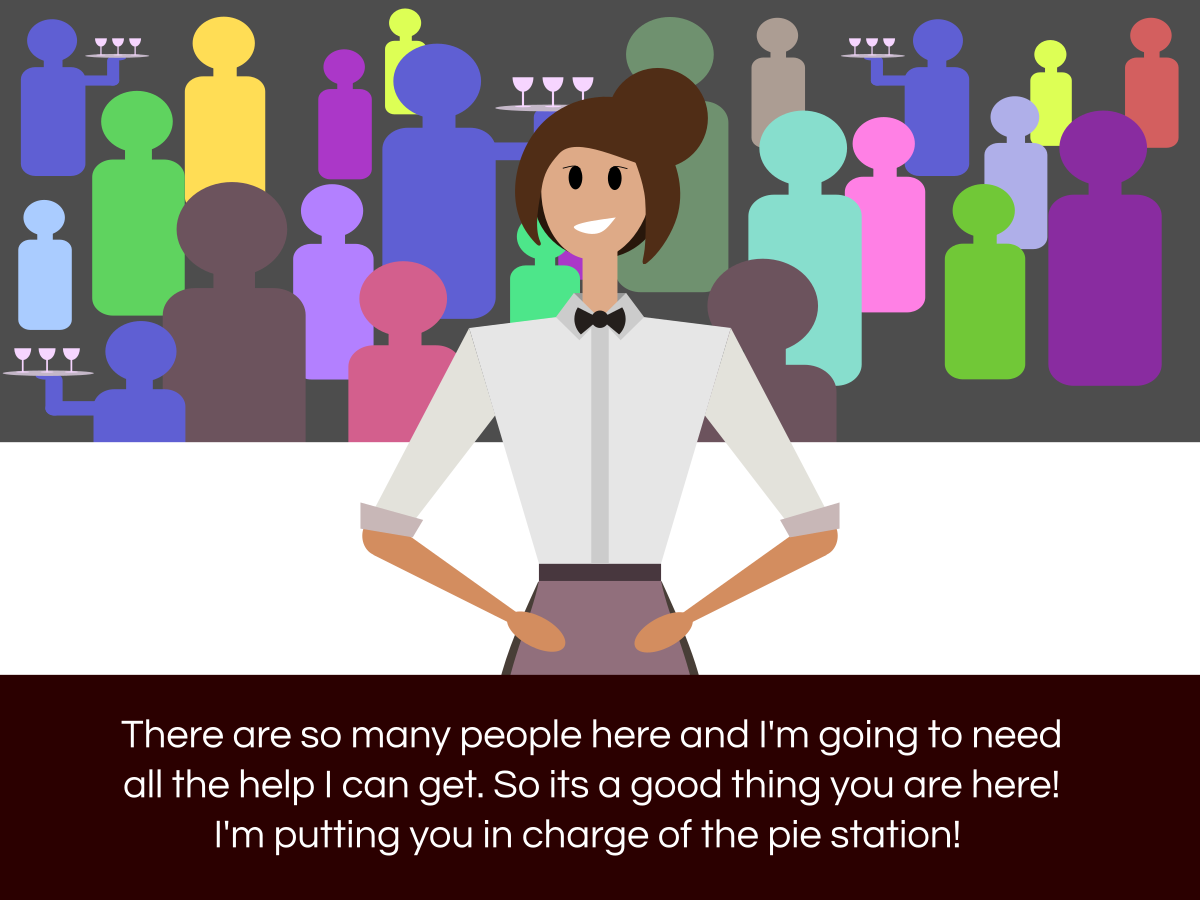 There are so many people here and I'm going to need
all the help I can get. So its a good thing you are here!
I'm putting you in charge of the pie station!